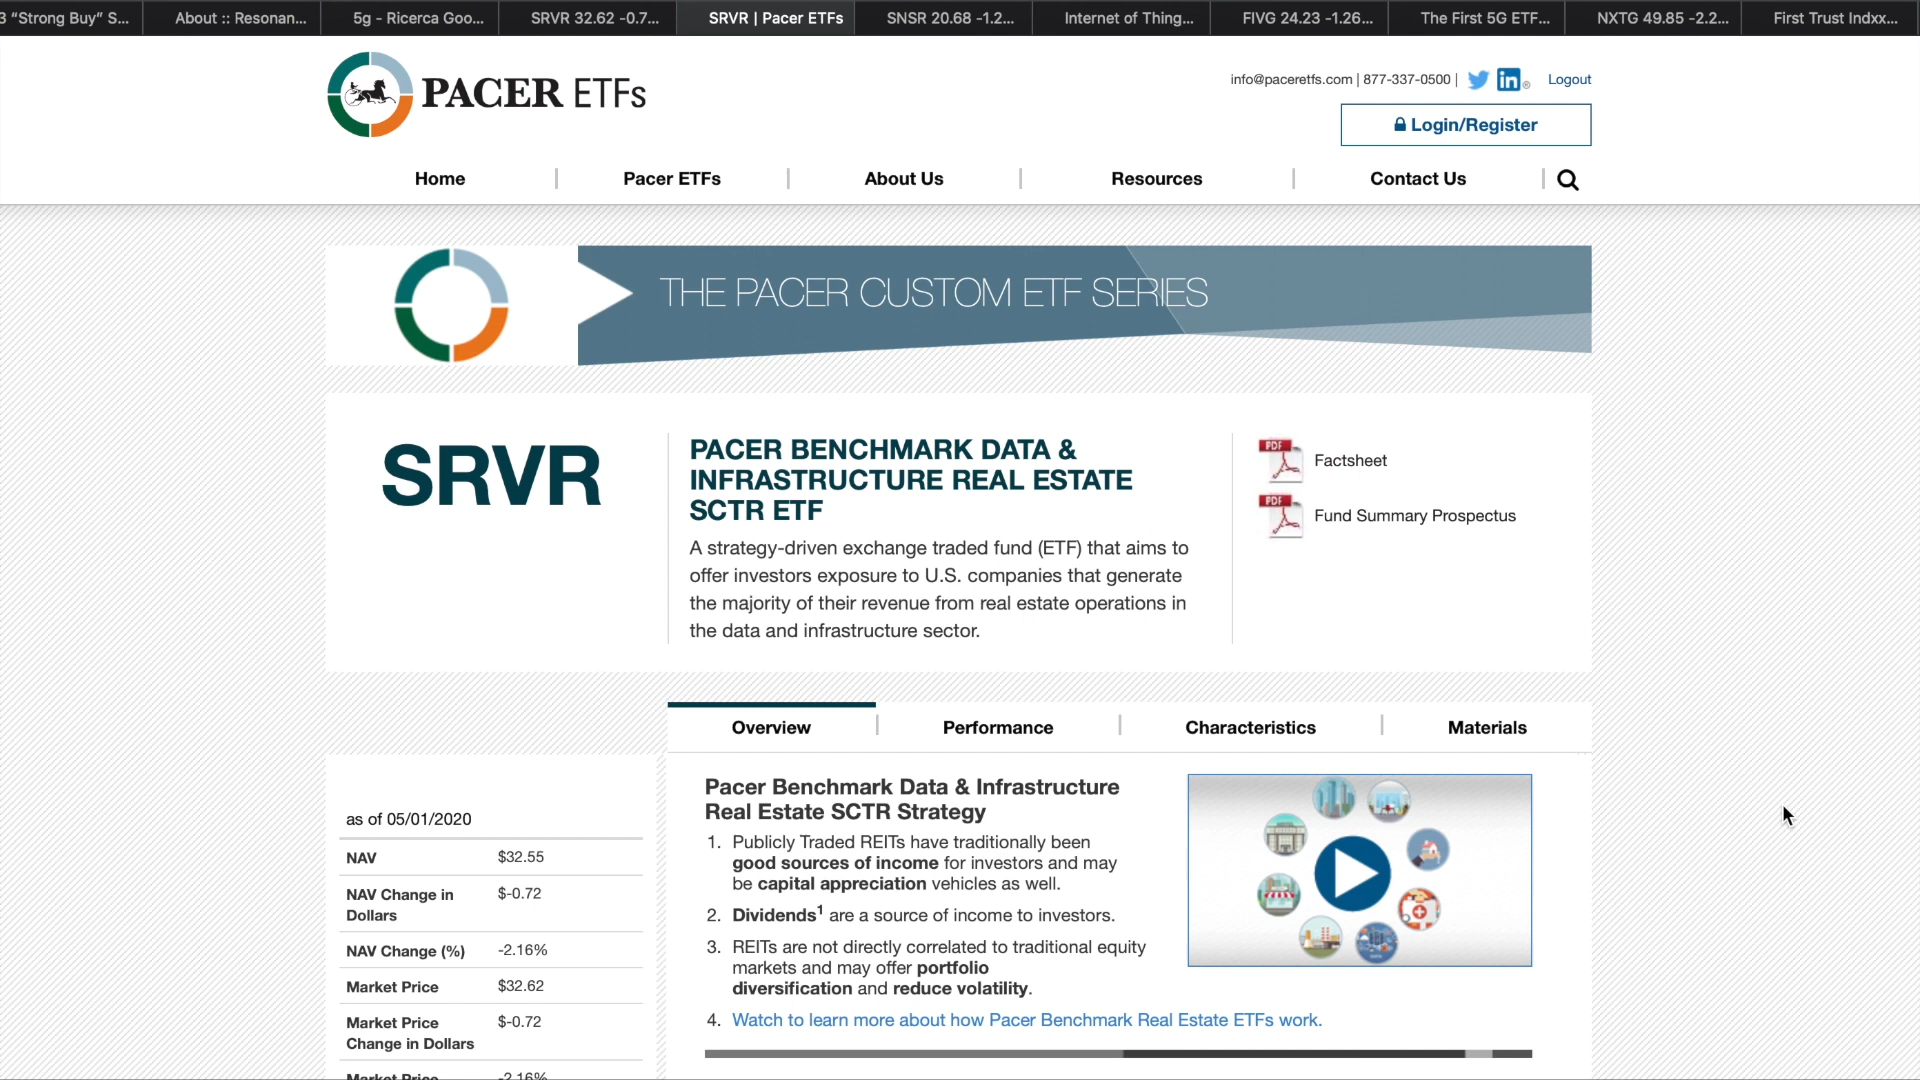 3 “Strong Buy” S...
About :: Resonan...
5g - Ricerca Goo...
SRVR 32.62 -0.7...
SRVR | Pacer ETFs
SNSR 20.68 -1.2...
Internet of Thing...
FIVG 24.23 -1.26...
The First 5G ETF...
NXTG 49.85 -2.2...
First Trust Indxx...
PACER ETFs
info@paceretfs.com | 877-337-0500 |
in
Logout
Login/Register
Home
Pacer ETFs
About Us
Resources
Contact Us
THE PACER CUSTOM ETF SERIES
SRVR
PACER BENCHMARK DATA &
INFRASTRUCTURE REAL ESTATE
SCTR ETF
A strategy-driven exchange traded fund (ETF) that aims to
offer investors exposure to U.S. companies that generate
the majority of their revenue from real estate operations in
the data and infrastructure sector.
PDF
Factsheet
PDF
Fund Summary Prospectus
Overview
Performance
Characteristics
Materials
as of 05/01/2020
NAV $32.55
NAV Change in $-0.72
Dollars
NAV Change (%) -2.16%
Market Price $32.62
Market Price $-0.72
Change in Dollars
Market Price -2.16%
Pacer Benchmark Data & Infrastructure
Real Estate SCTR Strategy
1. Publicly Traded REITs have traditionally been
good sources of income for investors and may
be capital appreciation vehicles as well.
2. Dividends1 are a source of income to investors.
3. REITs are not directly correlated to traditional equity
markets and may offer portfolio
diversification and reduce volatility.
4. Watch to learn more about how Pacer Benchmark Real Estate ETFs work.